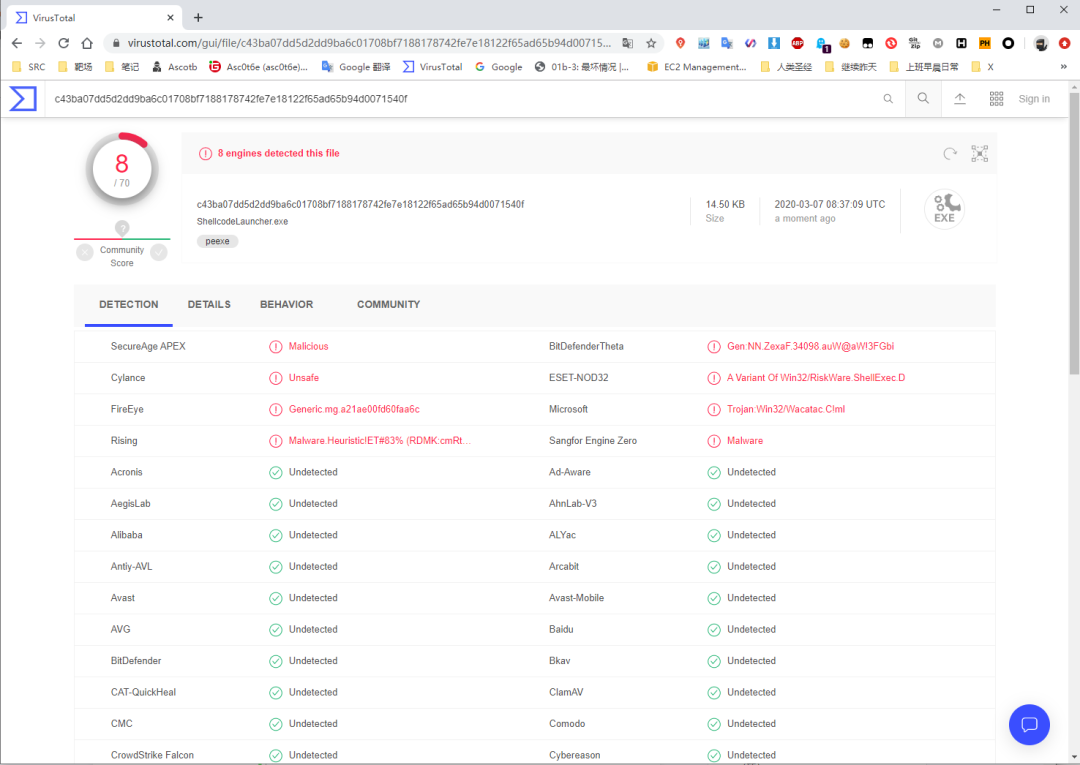 VirusTotal
virustotal.com/gui/file/c43ba07dd5d2dd9ba6c01708bf7188178742fe7e18122f65ad65b94d00715...
SRC 靶场 笔记 Ascotb Asc0t6e (asc0t6e)... Google 翻译 VirusTotal Google 01b-3: 最坏情况 |... EC2 Management... 人类圣经 继续昨天 上班早晨日常 X »
c43ba07dd5d2dd9ba6c01708bf7188178742fe7e18122f65ad65b94d0071540f
Sign in
8
/ 70
8 engines detected this file
c43ba07dd5d2dd9ba6c01708bf7188178742fe7e18122f65ad65b94d0071540f
ShellcodeLauncher.exe
peexe
14.50 KB
Size
2020-03-07 08:37:09 UTC
a moment ago
EXE
?
Community
Score
DETECTION DETAILS BEHAVIOR COMMUNITY
SecureAge APEX Malicious BitDefenderTheta Gen:NN.ZexaF.34098.auW@aWI3FGbi
Cylance Unsafe ESET-NOD32 A Variant Of Win32/RiskWare.ShellExec.D
FireEye Generic.mg.a21ae00fd60faa6c Microsoft Trojan:Win32/Wacatac.C!ml
Rising Malware.Heuristic!ET#83% (RDMK:cmRt... Sangfor Engine Zero Malware
Acronis Undetected Ad-Aware Undetected
AegisLab Undetected AhnLab-V3 Undetected
Alibaba Undetected ALYac Undetected
Antiy-AVL Undetected Arcabit Undetected
Avast Undetected Avast-Mobile Undetected
AVG Undetected Baidu Undetected
BitDefender Undetected Bkav Undetected
CAT-QuickHeal Undetected ClamAV Undetected
CMC Undetected Comodo Undetected
CrowdStrike Falcon Undetected Cybereason Undetected